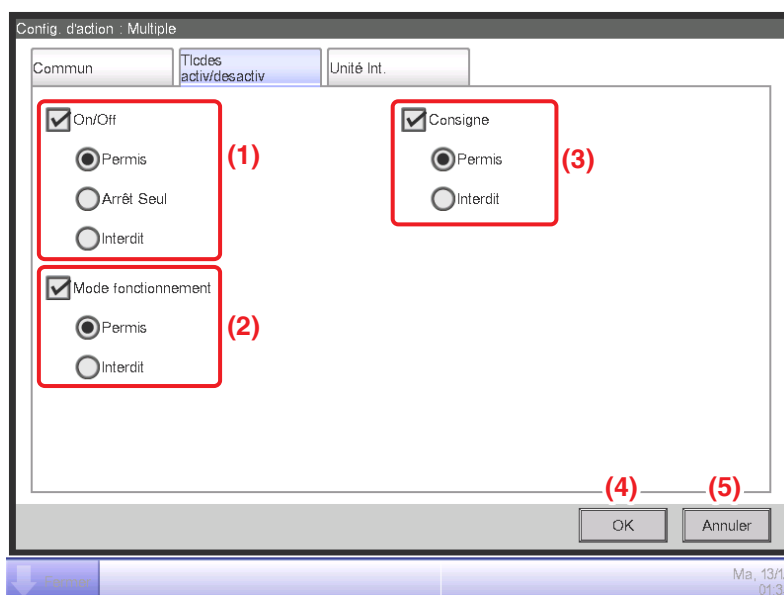 Config. d'action : Multiple
Commun
Tlcdes
activ/desactiv
Unité Int.
On/Off
Permis
Arrêt Seul
Interdit
(1)
Mode fonctionnement
Permis
Interdit
(2)
Consigne
Permis
Interdit
(3)
(4)
(5)
OK
Annuler
Ma, 13/1
01:3